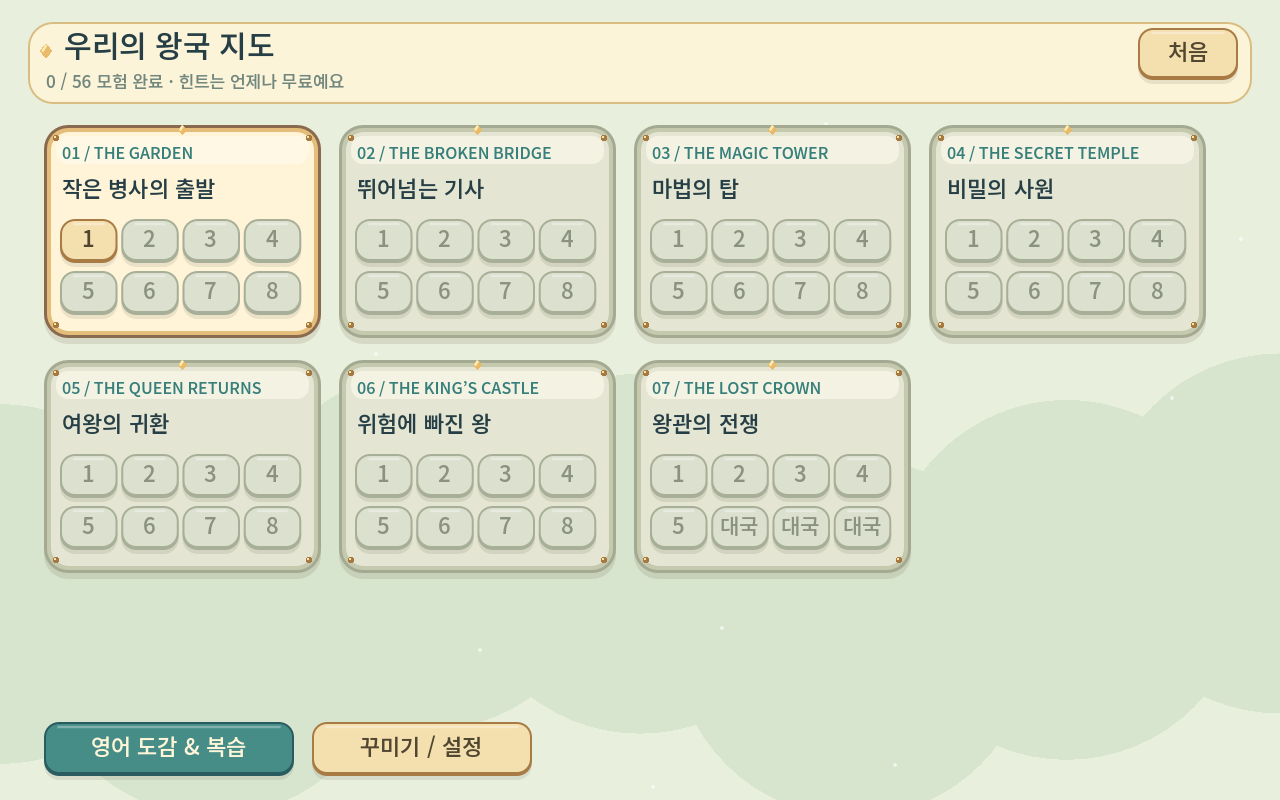 우리의 왕국 지도
0 / 56 모험 완료 · 힌트는 언제나 무료예요
처음
01 / THE GARDEN
작은 병사의 출발
1 2 3 4
5 6 7 8
02 / THE BROKEN BRIDGE
뛰어넘는 기사
1 2 3 4
5 6 7 8
03 / THE MAGIC TOWER
마법의 탑
1 2 3 4
5 6 7 8
04 / THE SECRET TEMPLE
비밀의 사원
1 2 3 4
5 6 7 8
05 / THE QUEEN RETURNS
여왕의 귀환
1 2 3 4
5 6 7 8
06 / THE KING’S CASTLE
위험에 빠진 왕
1 2 3 4
5 6 7 8
07 / THE LOST CROWN
왕관의 전쟁
1 2 3 4
5 대국 대국 대국
영어 도감 & 복습
꾸미기 / 설정